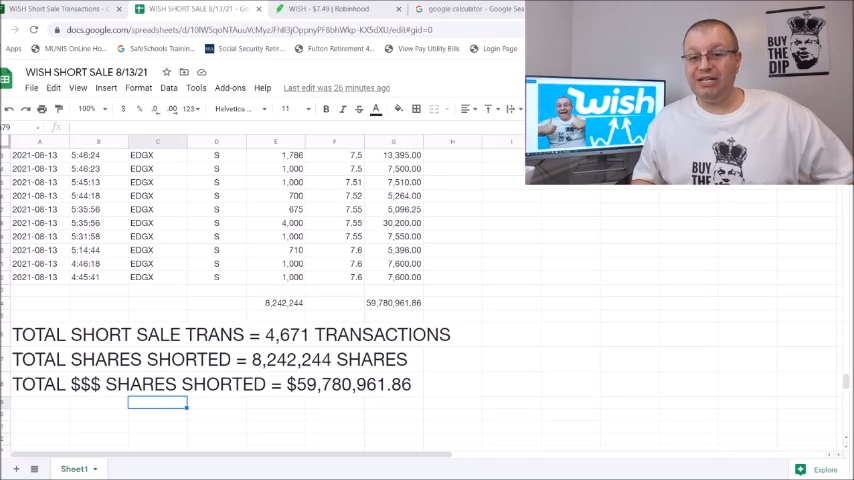 WISH Short Sale Transactions -
WISH SHORT SALE 8/13/21 -
WISH - $7.49 | Robinhood
google calculator - Google Sea
docs.google.com/spreadsheets/d/
edit#gid=0
Apps MUNIS OnLine Ho... SafeSchools Trainin... Social Security Retir... Fulton Retirement 4... View Pay Utility Bills Login Page
WISH SHORT SALE 8/13/21
File Edit View Insert Format Data Tools Add-ons Help Last edit was 26 minutes ago
100% $ % .0 .00 123 Helvetica ... 11 B I S A
fx
A B C D E F G H I
2021-08-13 5:46:24 EDGX S 1,786 7.5 13,395.00
2021-08-13 5:46:23 EDGX S 1,000 7.5 7,500.00
2021-08-13 5:45:13 EDGX S 1,000 7.51 7,510.00
2021-08-13 5:44:18 EDGX S 700 7.52 5,264.00
2021-08-13 5:35:56 EDGX S 675 7.55 5,096.25
2021-08-13 5:35:56 EDGX S 4,000 7.55 30,200.00
2021-08-13 5:31:58 EDGX S 1,000 7.55 7,550.00
2021-08-13 5:14:44 EDGX S 710 7.6 5,396.00
2021-08-13 4:46:18 EDGX S 1,000 7.6 7,600.00
2021-08-13 4:45:41 EDGX S 1,000 7.6 7,600.00
8,242,244 59,780,961.86
TOTAL SHORT SALE TRANS = 4,671 TRANSACTIONS
TOTAL SHARES SHORTED = 8,242,244 SHARES
TOTAL $$$ SHARES SHORTED = $59,780,961.86
Sheet1
Explore
wish
BUY
THE
DIP
BUY
THE